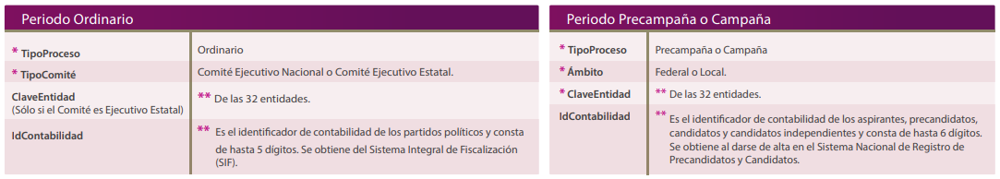 Periodo Ordinario
* TipoProceso
Ordinario
* TipoComité
Comité Ejecutivo Nacional o Comité Ejecutivo Estatal.
ClaveEntidad
(Sólo si el Comité es Ejecutivo Estatal)
** De las 32 entidades.
IdContabilidad
** Es el identificador de contabilidad de los partidos políticos y consta
de hasta 5 dígitos. Se obtiene del Sistema Integral de Fiscalización
(SIF).
Periodo Precampaña o Campaña
* TipoProceso
Precampaña o Campaña
* Ámbito
Federal o Local.
* ClaveEntidad
** De las 32 entidades.
IdContabilidad
** Es el identificador de contabilidad de los aspirantes, precandidatos,
candidatos y candidatos independientes y consta de hasta 6 dígitos.
Se obtiene al darse de alta en el Sistema Nacional de Registro de
Precandidatos y Candidatos.